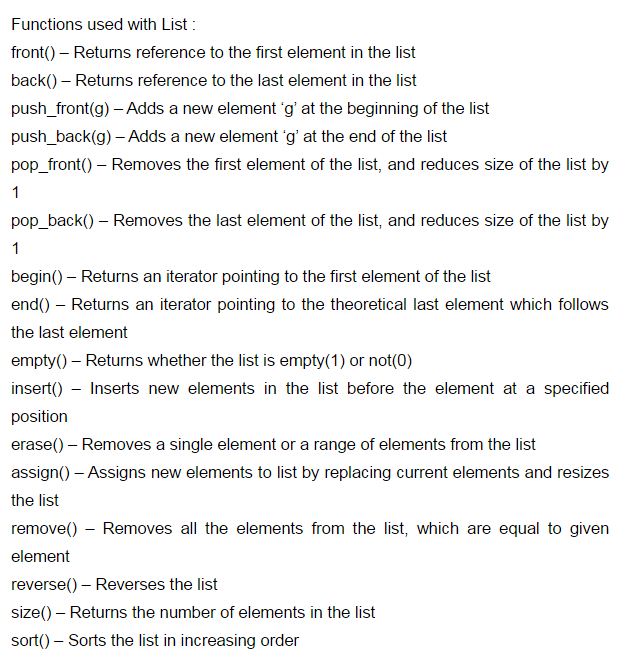 Functions used with List :
front() – Returns reference to the first element in the list
back() – Returns reference to the last element in the list
push_front(g) – Adds a new element ‘g’ at the beginning of the list
push_back(g) – Adds a new element ‘g’ at the end of the list
pop_front() – Removes the first element of the list, and reduces size of the list by
1
pop_back() – Removes the last element of the list, and reduces size of the list by
1
begin() – Returns an iterator pointing to the first element of the list
end() – Returns an iterator pointing to the theoretical last element which follows
the last element
empty() – Returns whether the list is empty(1) or not(0)
insert() – Inserts new elements in the list before the element at a specified
position
erase() – Removes a single element or a range of elements from the list
assign() – Assigns new elements to list by replacing current elements and resizes
the list
remove() – Removes all the elements from the list, which are equal to given
element
reverse() – Reverses the list
size() – Returns the number of elements in the list
sort() – Sorts the list in increasing order